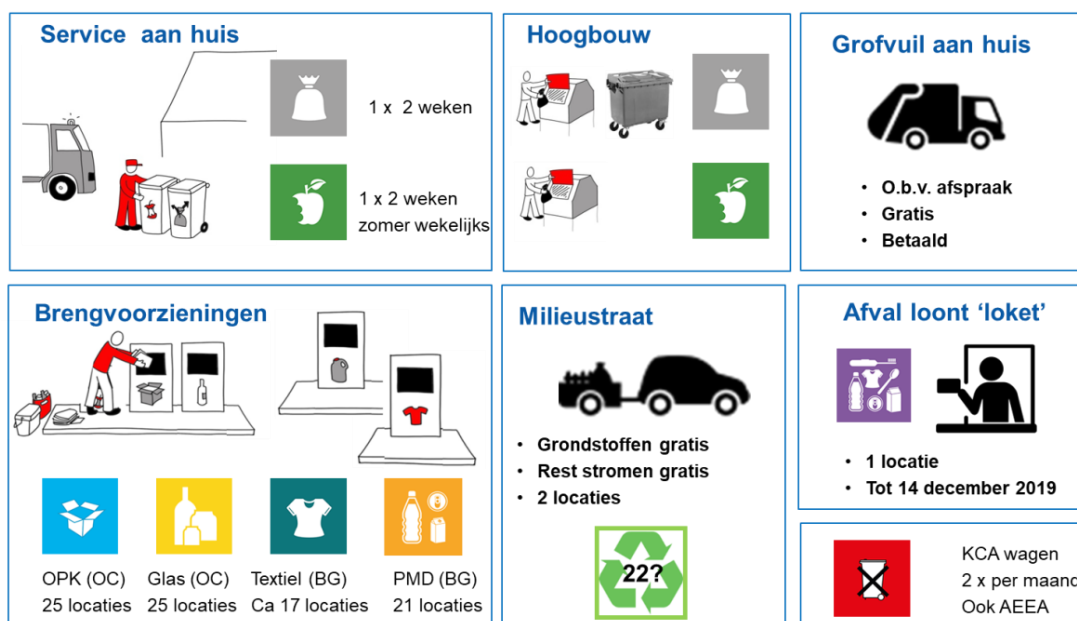 Service aan huis
1 x 2 weken
1 x 2 weken
zomer wekelijks
Hoogbouw
Grofvuil aan huis
• O.b.v. afspraak
• Gratis
• Betaald
Brengvoorzieningen
OPK (OC)
25 locaties
Glas (OC)
25 locaties
Textiel (BG)
Ca 17 locaties
PMD (BG)
21 locaties
Milieustraat
• Grondstoffen gratis
• Rest stromen gratis
• 2 locaties
22?
Afval loont ‘loket’
• 1 locatie
• Tot 14 december 2019
KCA wagen
2 x per maand
Ook AEEA